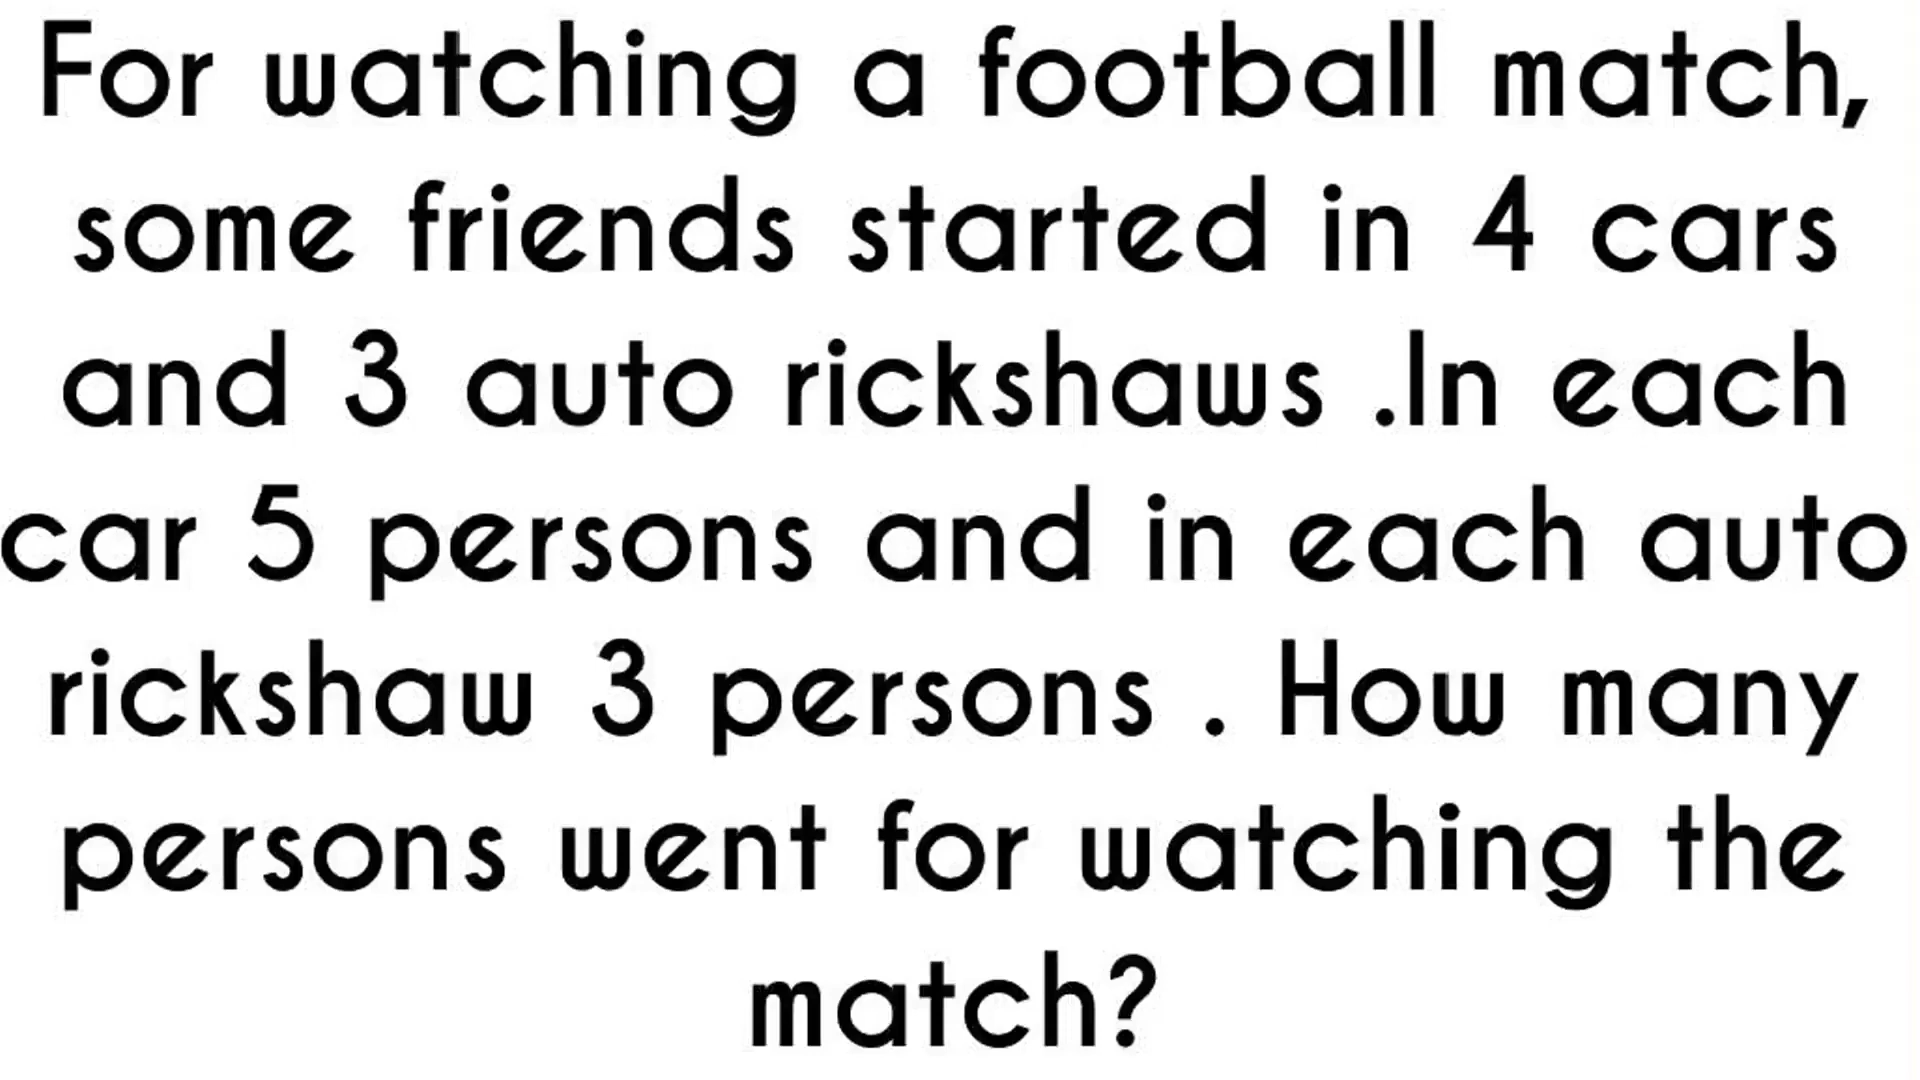 For watching a football match,
some friends started in 4 cars
and 3 auto rickshaws .In each
car 5 persons and in each auto
rickshaw 3 persons . How many
persons went for watching the
match?